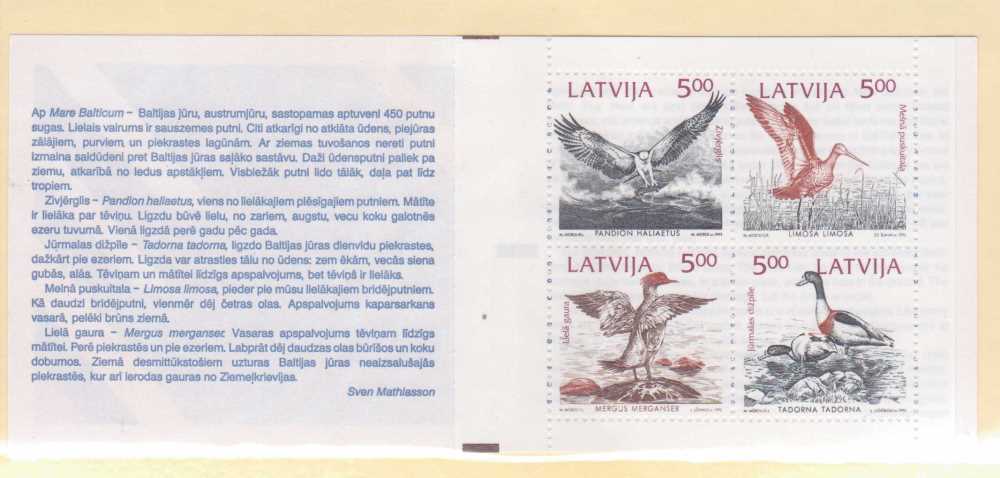 Ap Mare Balticum – Baltijas jūru, austrumjūru, sastopamas aptuveni 450 putnu
sugas. Lielais vairums ir sauszemes putni. Citi atkarīgi no atklāta ūdens, piejūras
zālājiem, purviem un piekrastes lagūnām. Ar ziemas tuvošanos nereti putni
izmaina saldūdeni pret Baltijas jūras sāļāko sastāvu. Daži ūdensputni paliek pa
ziemu, atkarībā no ledus apstākļiem. Visbiežāk putni lido tālāk, daļa pat līdz
tropiem.
Zivjērglis – Pandion haliaetus, viens no lielākajiem plēsīgajiem putniem. Mātīte
ir lielāka par tēviņu. Ligzdu būvē lielu, no zariem, augstu, vecu koku galotnēs
ezeru tuvumā. Vienā ligzdā perē gadu pēc gada.
Jūrmalas dižpīle - Tadorna tadorna, ligzdo Baltijas jūras dienvidu piekrastes,
dažkārt pie ezeriem. Ligzda var atrasties tālu no ūdens: zem ēkām, vecās siena
gubās, alās. Tēviņam un mātītei līdzīgs apspalvojums, bet tēviņš ir lielāks.
Melnā puskuitala – Limosa limosa, pieder pie mūsu lielākajiem bridējputniem.
Kā daudzi bridējputni, vienmēr dēj četras olas. Apspalvojums kaparsarkans
vasarā, pelēki brūns ziemā.
Lielā gaura – Mergus merganser. Vasaras apspalvojums tēviņam līdzīgs
mātītei. Perē piekrastēs un pie ezeriem. Labprāt dēj daudzas olas būrīšos un koku
dobumos. Ziemā desmittūkstošiem uzturas Baltijas jūras neaizsalušajās
piekrastēs, kur arī ierodas gauras no Ziemeļkrievijas.
Sven Mathiasson
LATVIJA 5.00
Zivjērglis
PANDION HALIAETUS
LATVIJA 5.00
Melnā puskuitala
LIMOSA LIMOSA
LATVIJA 5.00
Lielā gaura
MERGUS MERGANSER
LATVIJA
5.00
Jūrmalas dižpīle
TADORNA TADORNA